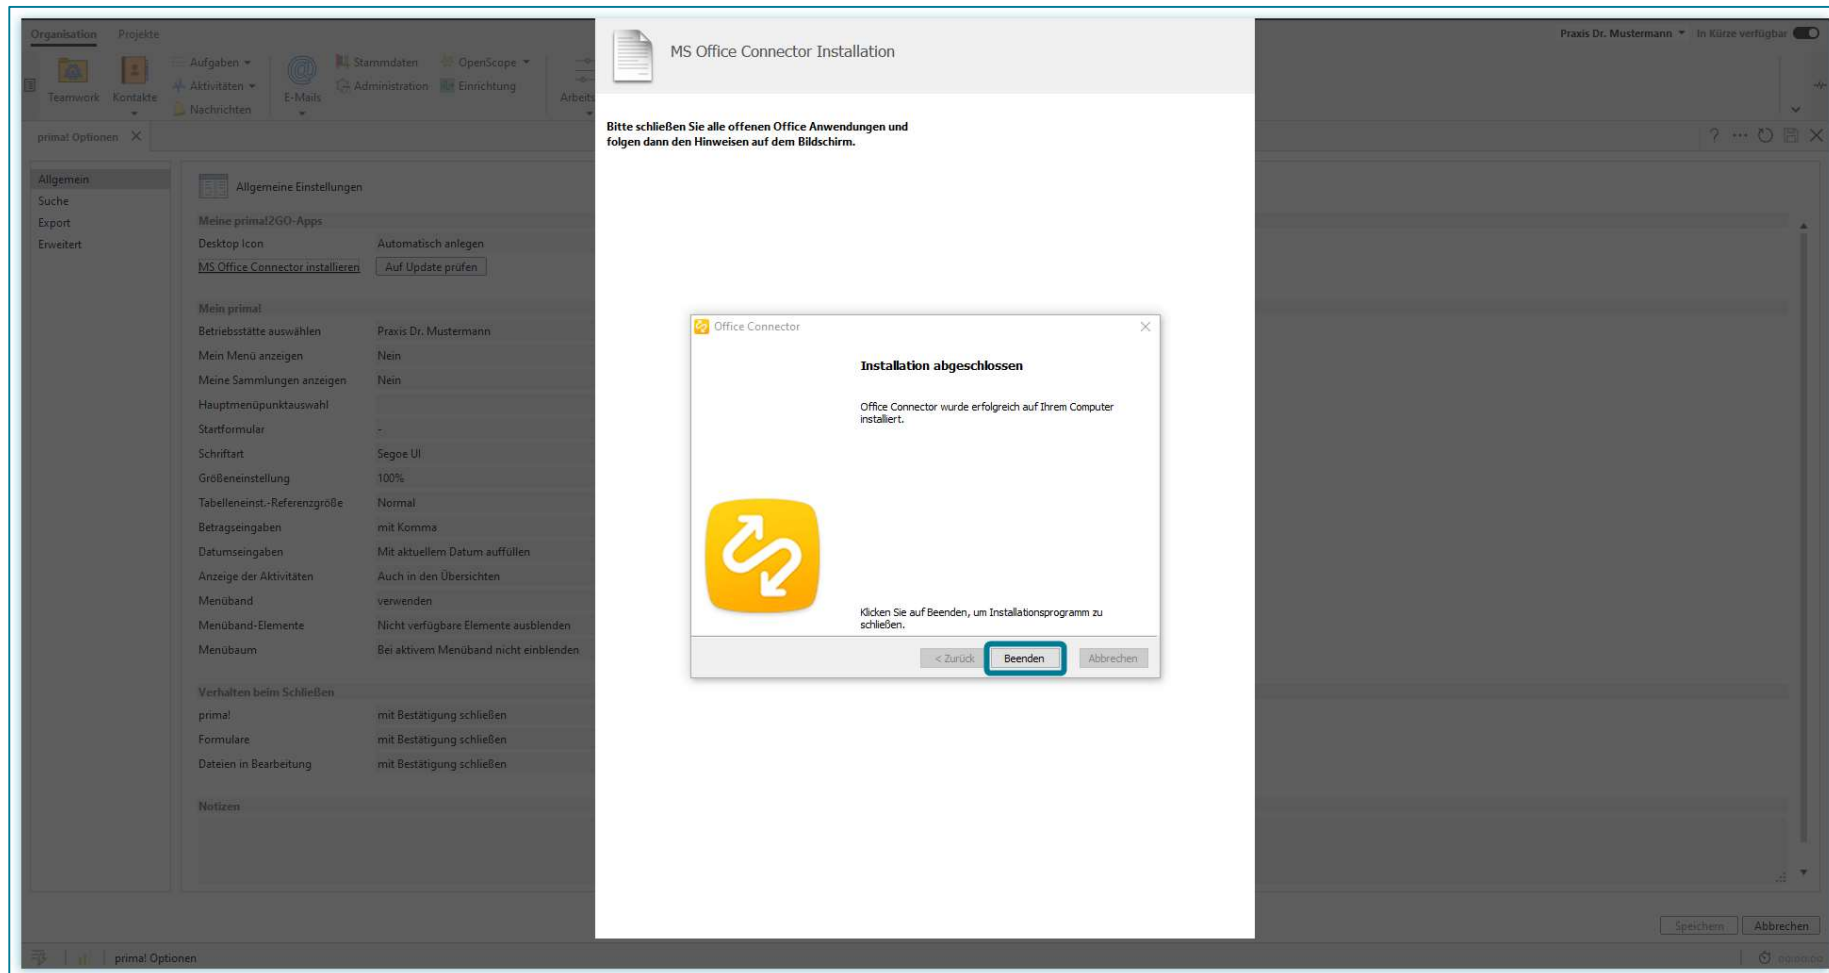 Organisation Projekte
Praxis Dr. Mustermann In Kürze verfügbar
Teamwork Kontakte
Aufgaben
Aktivitäten
Nachrichten
E-Mails
Stammdaten OpenScope
Administration Einrichtung
Arbeits
prima! Optionen
MS Office Connector Installation
Bitte schließen Sie alle offenen Office Anwendungen und
folgen dann den Hinweisen auf dem Bildschirm.
Allgemein
Suche
Export
Erweitert
Allgemeine Einstellungen
Meine prima!2GO-Apps
Desktop Icon Automatisch anlegen
MS Office Connector installieren Auf Update prüfen
Mein prima!
Betriebsstätte auswählen Praxis Dr. Mustermann
Mein Menü anzeigen Nein
Meine Sammlungen anzeigen Nein
Hauptmenüpunktauswahl
Startformular -
Schriftart Segoe UI
Größeneinstellung 100%
Tabelleneinst.-Referenzgröße Normal
Betragseingaben mit Komma
Datumseingaben Mit aktuellem Datum auffüllen
Anzeige der Aktivitäten Auch in den Übersichten
Menüband verwenden
Menüband-Elemente Nicht verfügbare Elemente ausblenden
Menübaum Bei aktivem Menüband nicht einblenden
Verhalten beim Schließen
prima! mit Bestätigung schließen
Formulare mit Bestätigung schließen
Dateien in Bearbeitung mit Bestätigung schließen
Notizen
Office Connector
Installation abgeschlossen
Office Connector wurde erfolgreich auf Ihrem Computer
installiert.
Klicken Sie auf Beenden, um Installationsprogramm zu
schließen.
< Zurück Beenden Abbrechen
Speichern Abbrechen
prima! Optionen 00:00:00